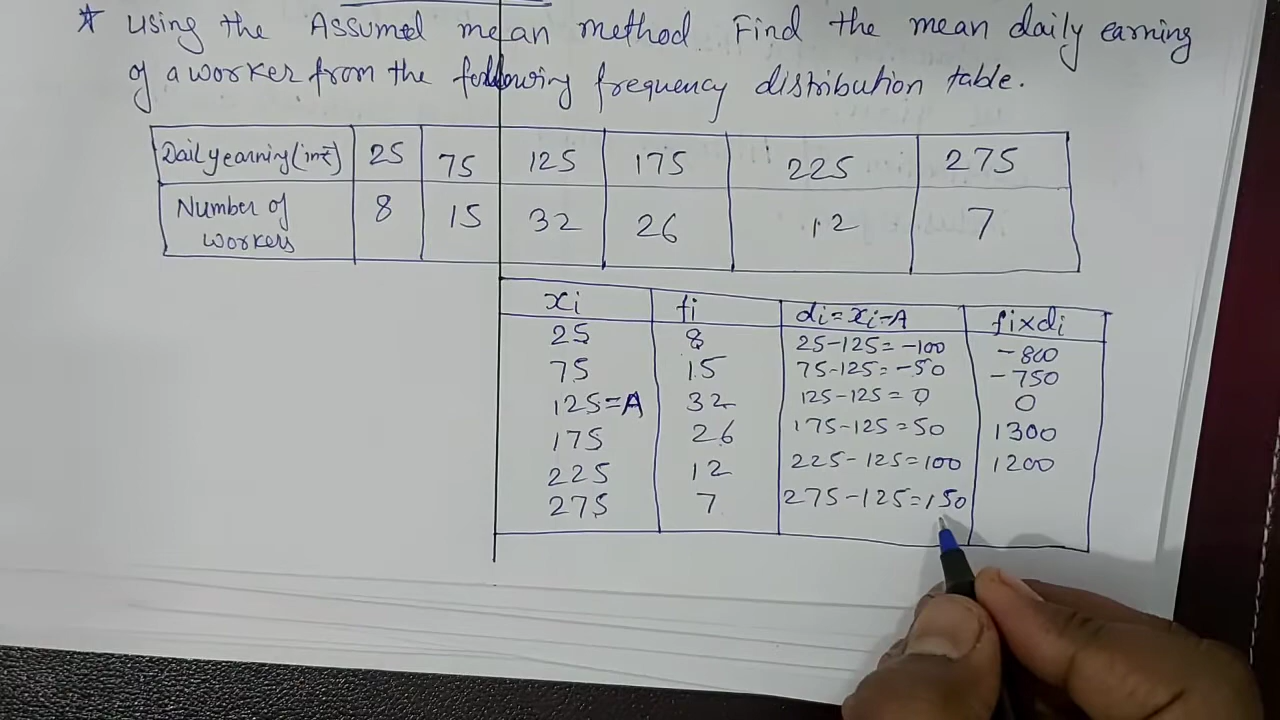 * Using the Assumed mean method. Find the mean daily earning
of a worker from the following frequency distribution table.
Daily earning (in ₹) 25 75 125 175 225 275
Number of workers 8 15 32 26 12 7
xi fi di = xi - A fi×di
25 8 25-125 = -100 -800
75 15 75-125 = -50 -750
125 = A 32 125-125 = 0 0
175 26 175-125 = 50 1300
225 12 225-125 = 100 1200
275 7 275-125 = 150